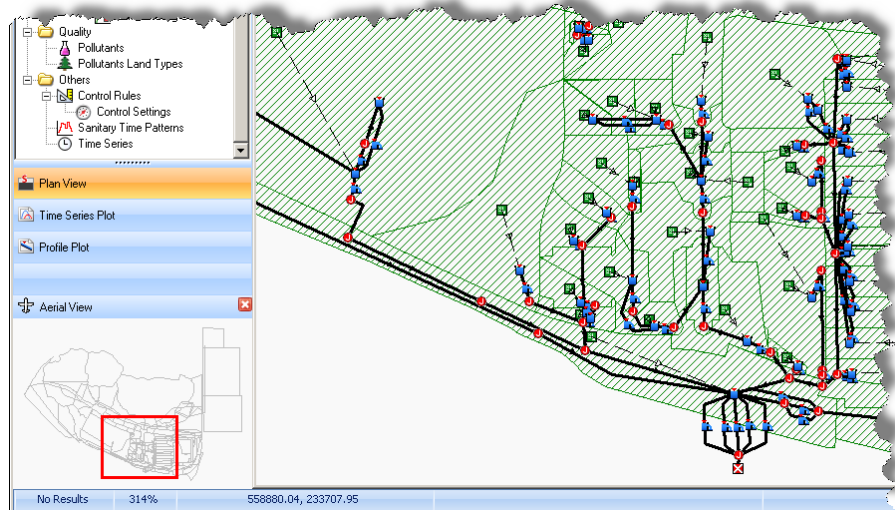 Quality
Pollutants
Pollutants Land Types
Others
Control Rules
Control Settings
Sanitary Time Patterns
Time Series
Plan View
Time Series Plot
Profile Plot
Aerial View
No Results 314% 558880.04, 233707.95